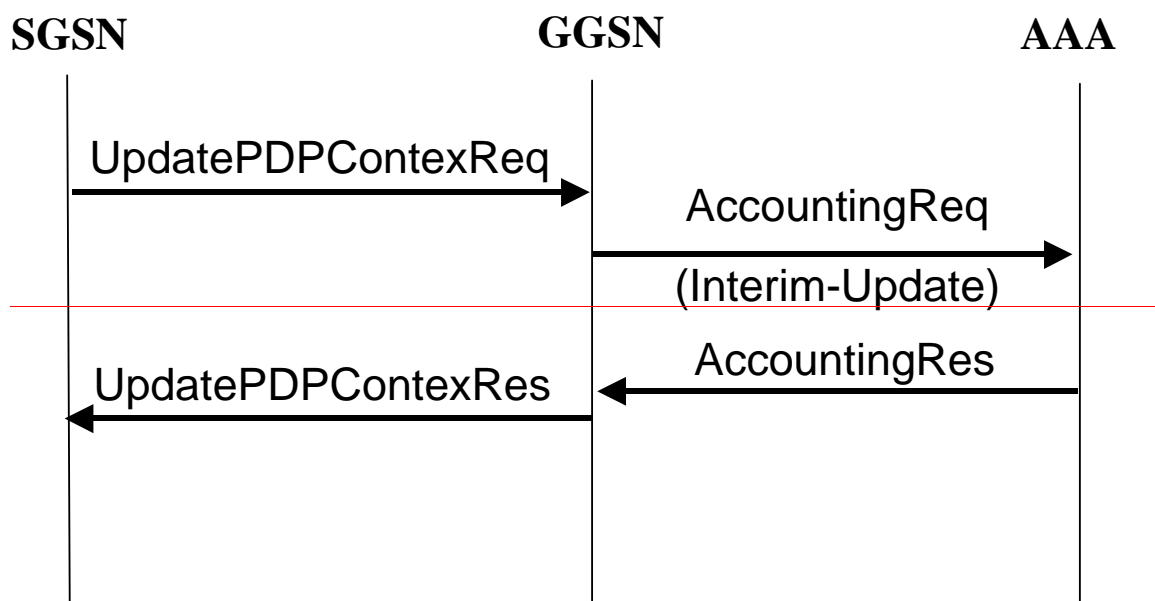 SGSN GGSN AAA
UpdatePDPContexReq
AccountingReq
(Interim-Update)
AccountingRes
UpdatePDPContexRes